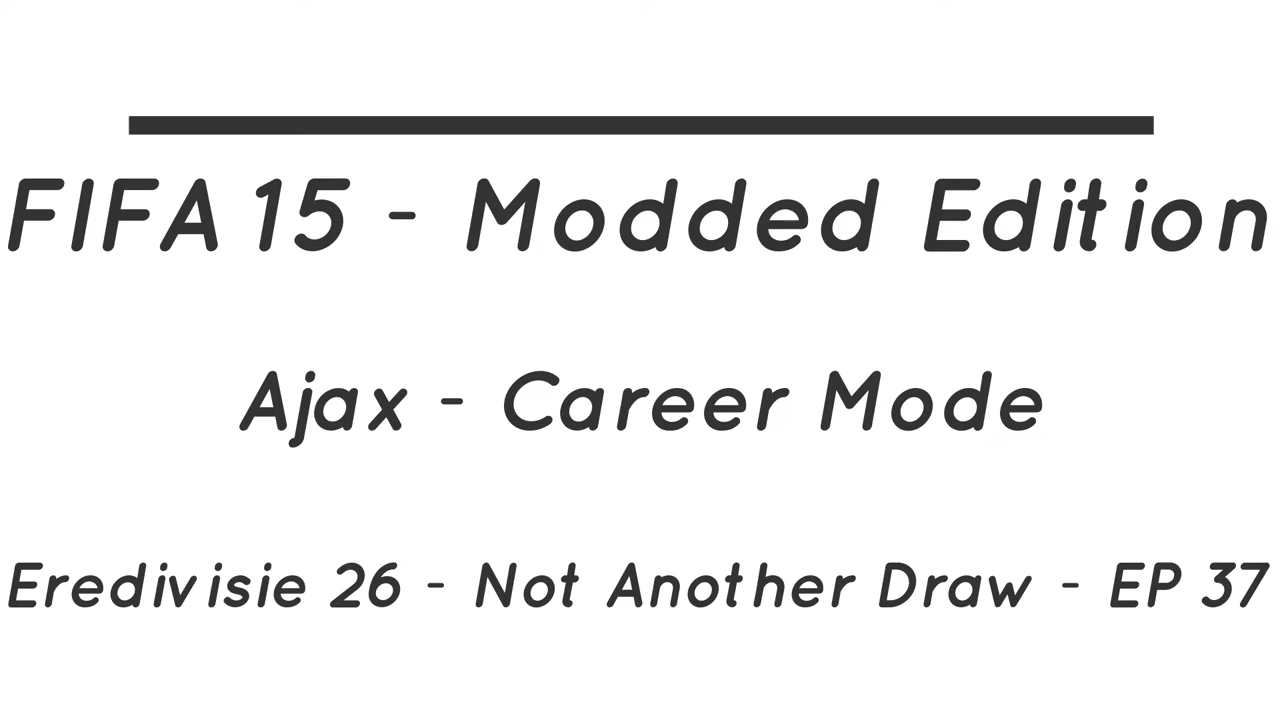 FIFA 15 - Modded Edition
Ajax - Career Mode
Eredivisie 26 - Not Another Draw - EP 37